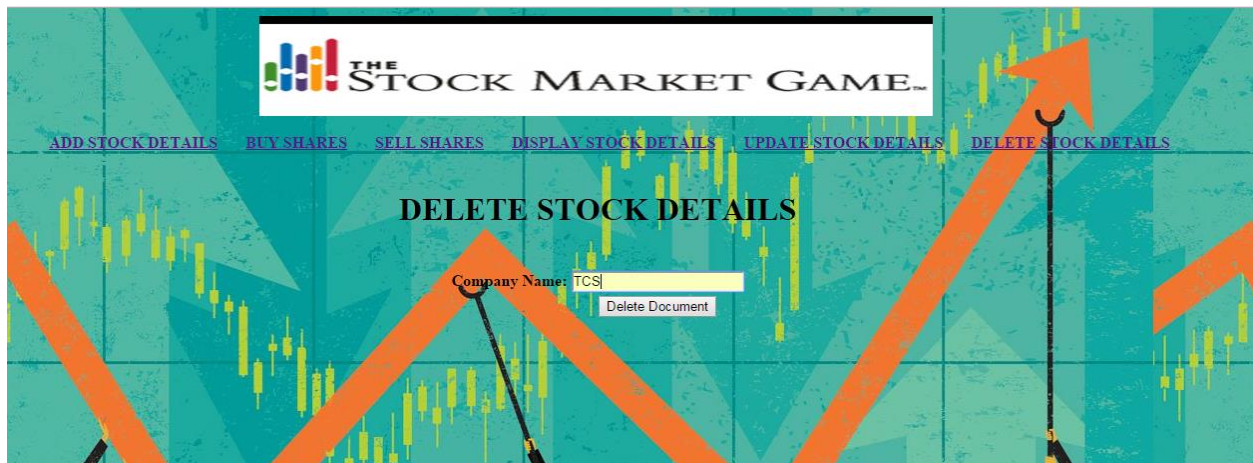 THE
STOCK MARKET GAME™
ADD STOCK DETAILS BUY SHARES SELL SHARES DISPLAY STOCK DETAILS UPDATE STOCK DETAILS DELETE STOCK DETAILS
DELETE STOCK DETAILS
Company Name: TCS
Delete Document